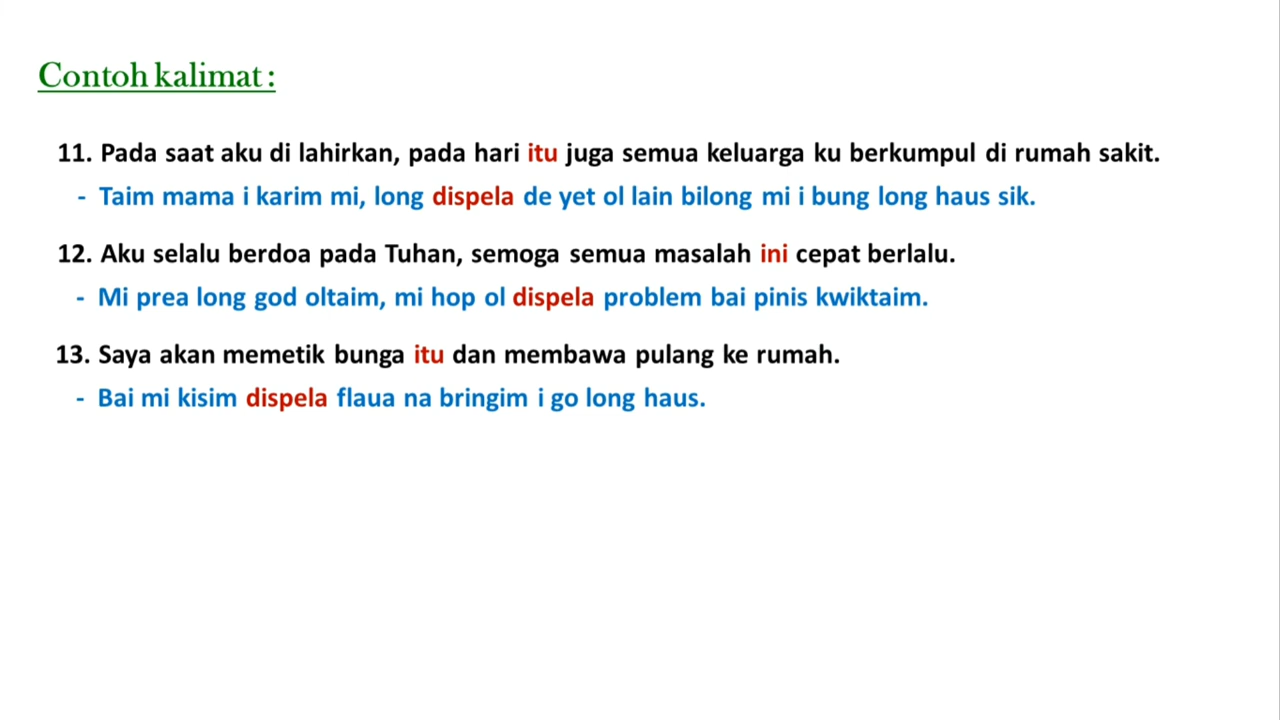 Contoh kalimat :
11. Pada saat aku di lahirkan, pada hari itu juga semua keluarga ku berkumpul di rumah sakit.
- Taim mama i karim mi, long dispela de yet ol lain bilong mi i bung long haus sik.
12. Aku selalu berdoa pada Tuhan, semoga semua masalah ini cepat berlalu.
- Mi prea long god oltaim, mi hop ol dispela problem bai pinis kwiktaim.
13. Saya akan memetik bunga itu dan membawa pulang ke rumah.
- Bai mi kisim dispela flaua na bringim i go long haus.